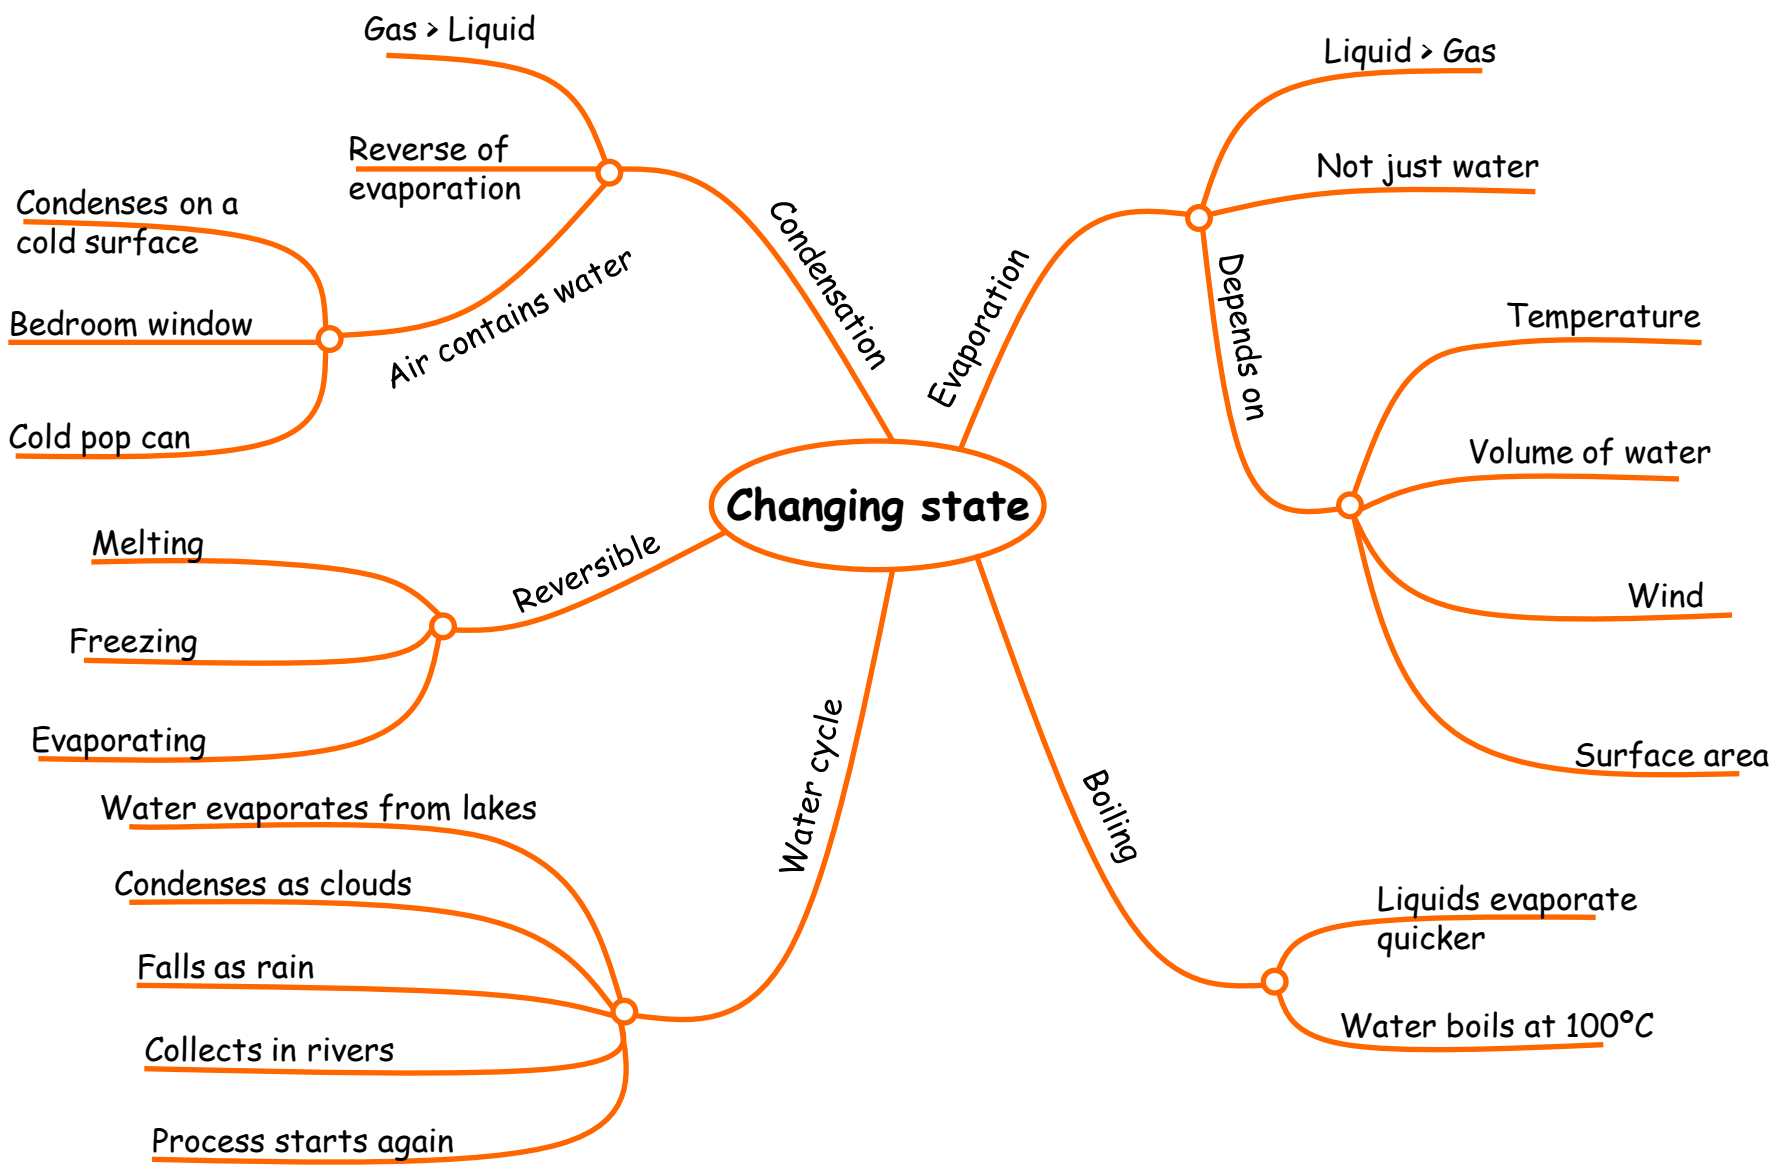 Changing state
Condensation
Gas > Liquid
Reverse of
evaporation
Air contains water
Condenses on a
cold surface
Bedroom window
Cold pop can
Evaporation
Liquid > Gas
Not just water
Depends on
Temperature
Volume of water
Wind
Surface area
Reversible
Melting
Freezing
Evaporating
Water cycle
Water evaporates from lakes
Condenses as clouds
Falls as rain
Collects in rivers
Process starts again
Boiling
Liquids evaporate
quicker
Water boils at 100°C